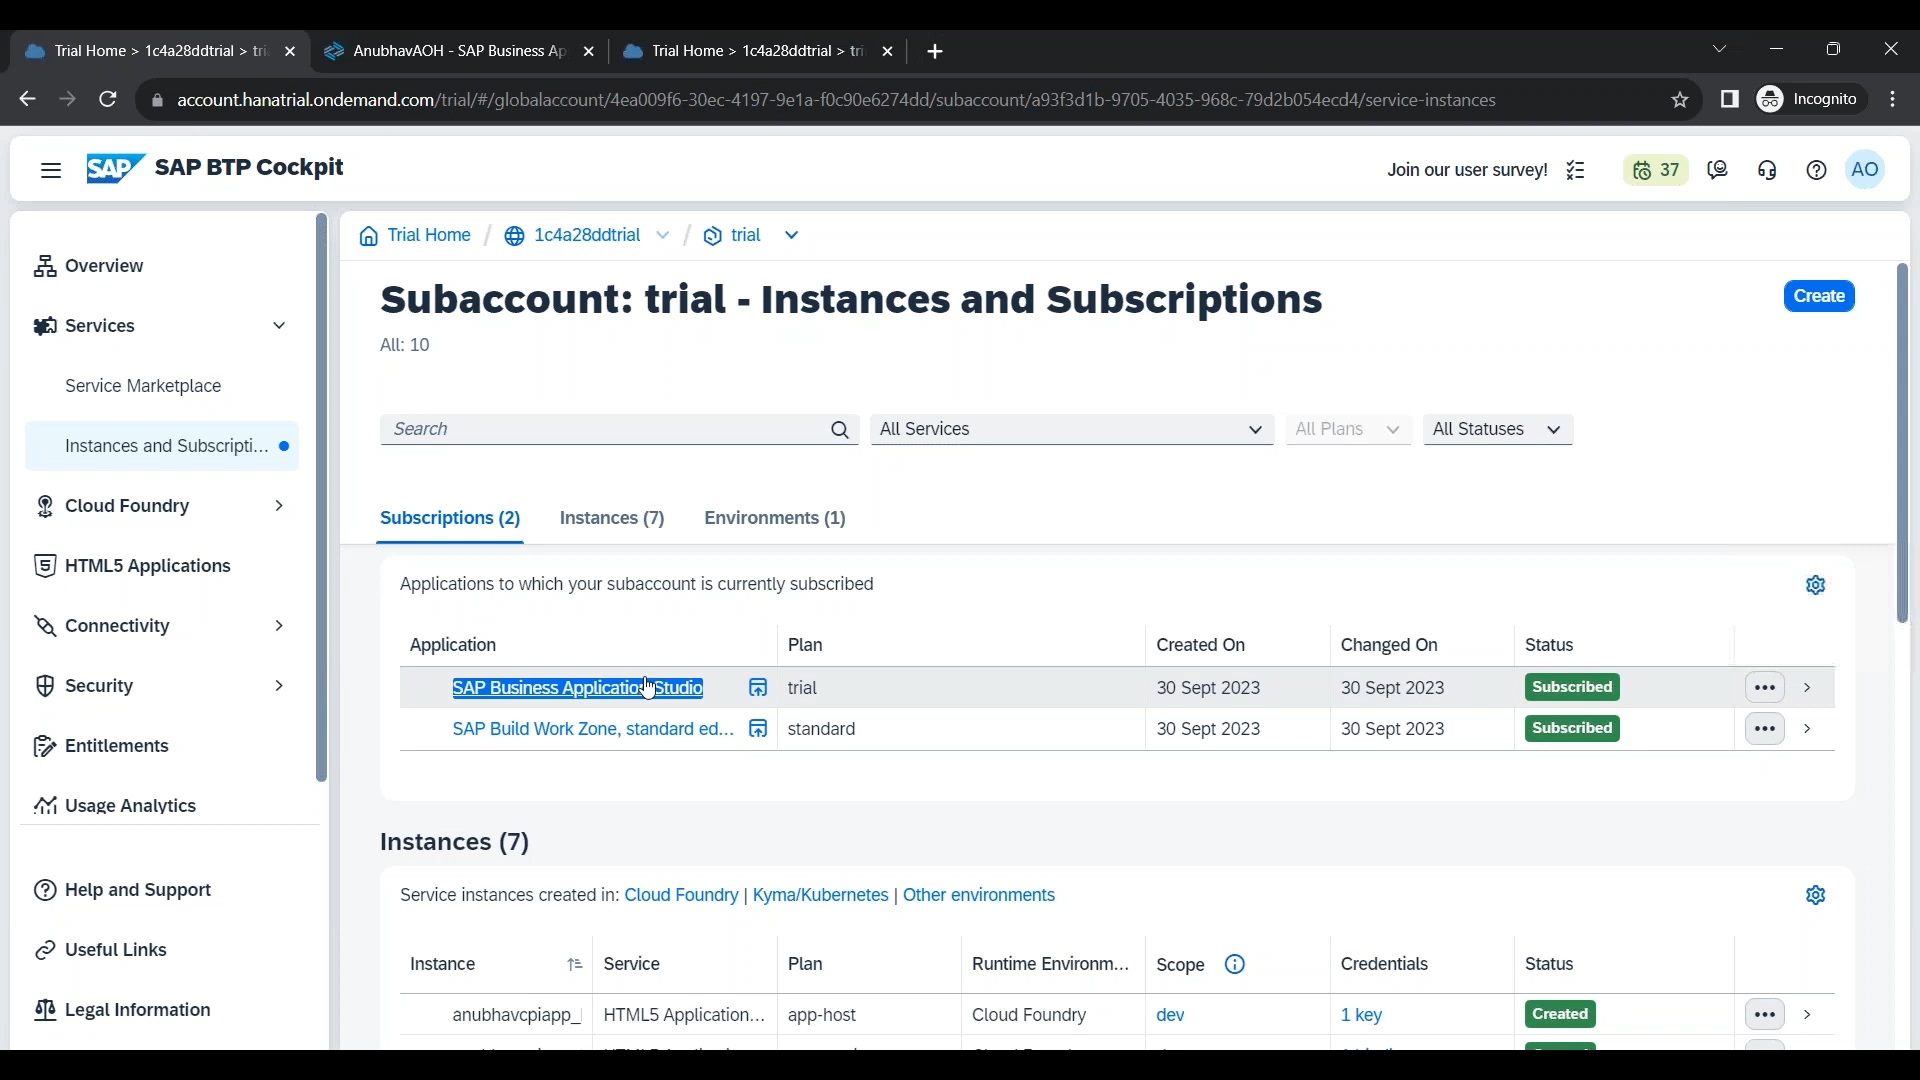 Trial Home > 1c4a28ddtrial > tri
AnubhavAOH - SAP Business Ap
Trial Home > 1c4a28ddtrial > tri
account.hanatrial.ondemand.com/trial/#/globalaccount/4ea009f6-30ec-4197-9e1a-f0c90e6274dd/subaccount/a93f3d1b-9705-4035-968c-79d2b054ecd4/service-instances
Incognito
SAP SAP BTP Cockpit
Join our user survey!
37
AO
Overview
Services
Service Marketplace
Instances and Subscripti...
Cloud Foundry
HTML5 Applications
Connectivity
Security
Entitlements
Usage Analytics
Help and Support
Useful Links
Legal Information
Trial Home / 1c4a28ddtrial / trial
Subaccount: trial - Instances and Subscriptions
Create
All: 10
Search
All Services
All Plans
All Statuses
Subscriptions (2) Instances (7) Environments (1)
Applications to which your subaccount is currently subscribed
Application Plan Created On Changed On Status
SAP Business Application Studio trial 30 Sept 2023 30 Sept 2023 Subscribed
SAP Build Work Zone, standard ed... standard 30 Sept 2023 30 Sept 2023 Subscribed
Instances (7)
Service instances created in: Cloud Foundry | Kyma/Kubernetes | Other environments
Instance Service Plan Runtime Environm... Scope Credentials Status
anubhavcpiapp_ HTML5 Application... app-host Cloud Foundry dev 1 key Created